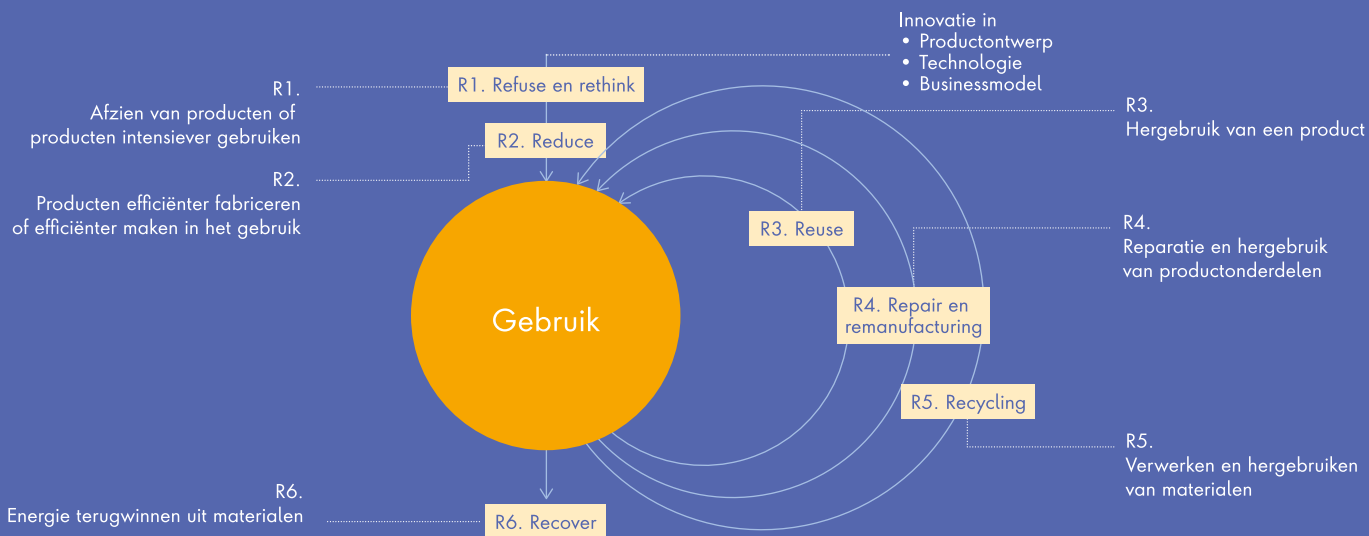 Innovatie in
• Productontwerp
• Technologie
• Businessmodel
R1.
Afzien van producten of
producten intensiever gebruiken
R1. Refuse en rethink
R2. Reduce
R2.
Producten efficiënter fabriceren
of efficiënter maken in het gebruik
R3.
Hergebruik van een product
R3. Reuse
R4.
Reparatie en hergebruik
van productonderdelen
Gebruik
R4. Repair en
remanufacturing
R5. Recycling
R5.
Verwerken en hergebruiken
van materialen
R6.
Energie terugwinnen uit materialen
R6. Recover